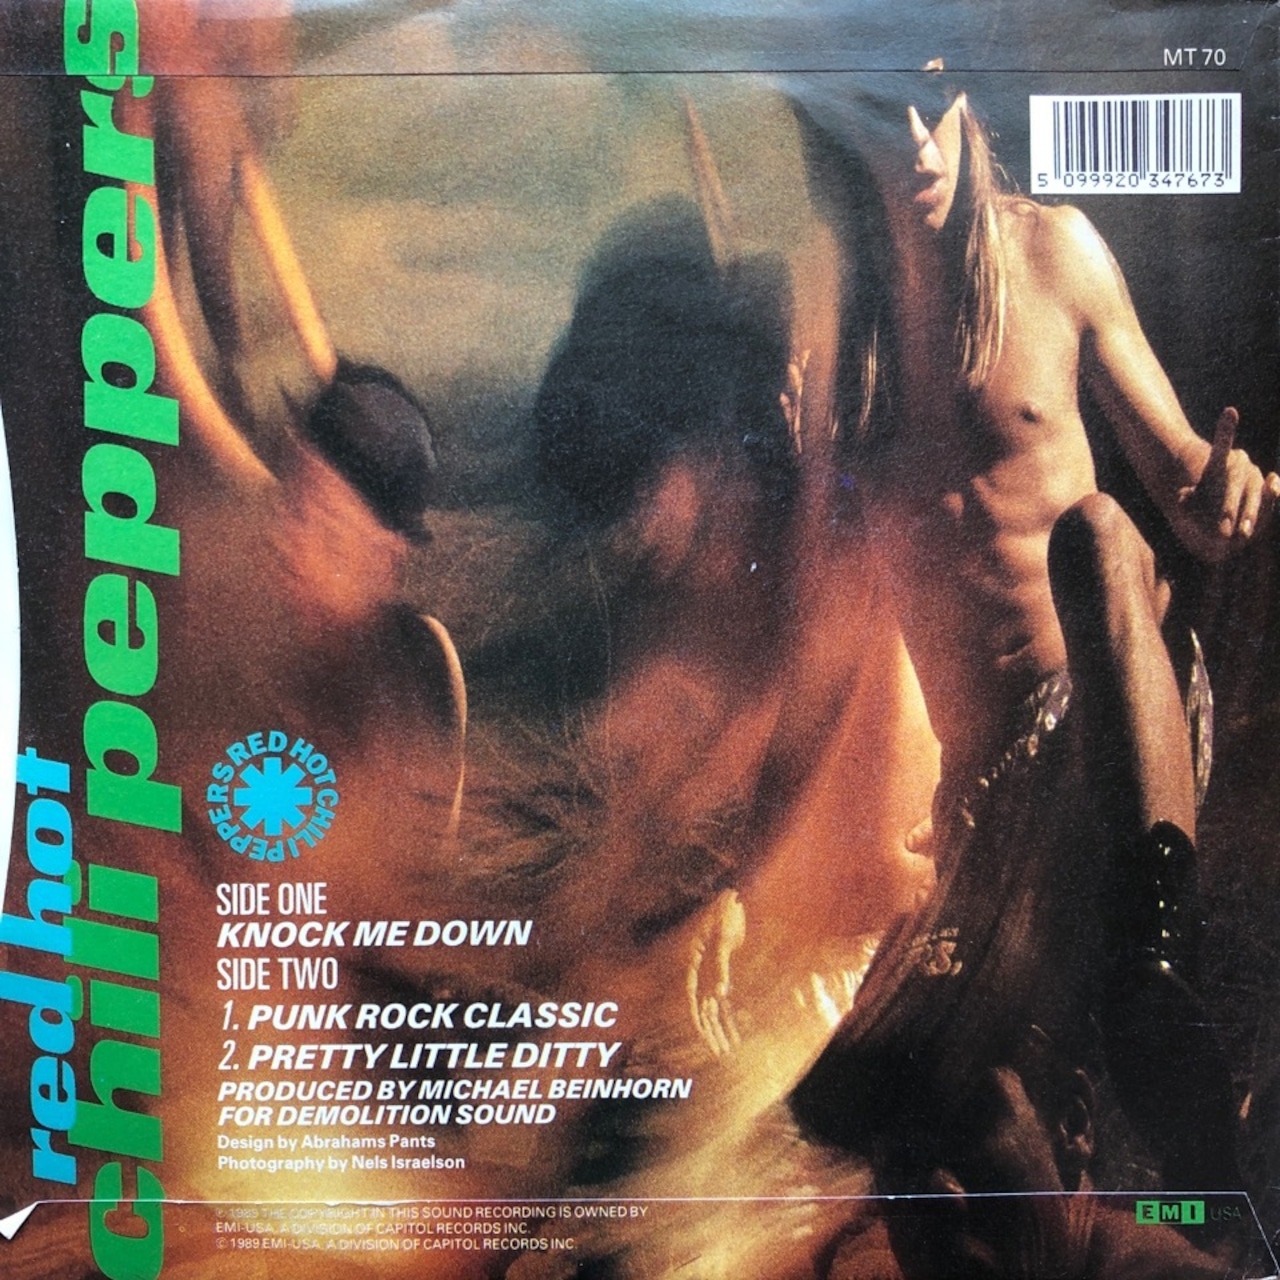 MT 70
5 099920 347673
red hot
chili peppers
RED HOT CHILI PEPPERS
SIDE ONE
KNOCK ME DOWN
SIDE TWO
1. PUNK ROCK CLASSIC
2. PRETTY LITTLE DITTY
PRODUCED BY MICHAEL BEINHORN
FOR DEMOLITION SOUND
Design by Abrahams Pants
Photography by Nels Israelson
℗ 1989 THE COPYRIGHT IN THIS SOUND RECORDING IS OWNED BY
EMI-USA, A DIVISION OF CAPITOL RECORDS INC.
© 1989 EMI-USA, A DIVISION OF CAPITOL RECORDS INC.
EMI USA